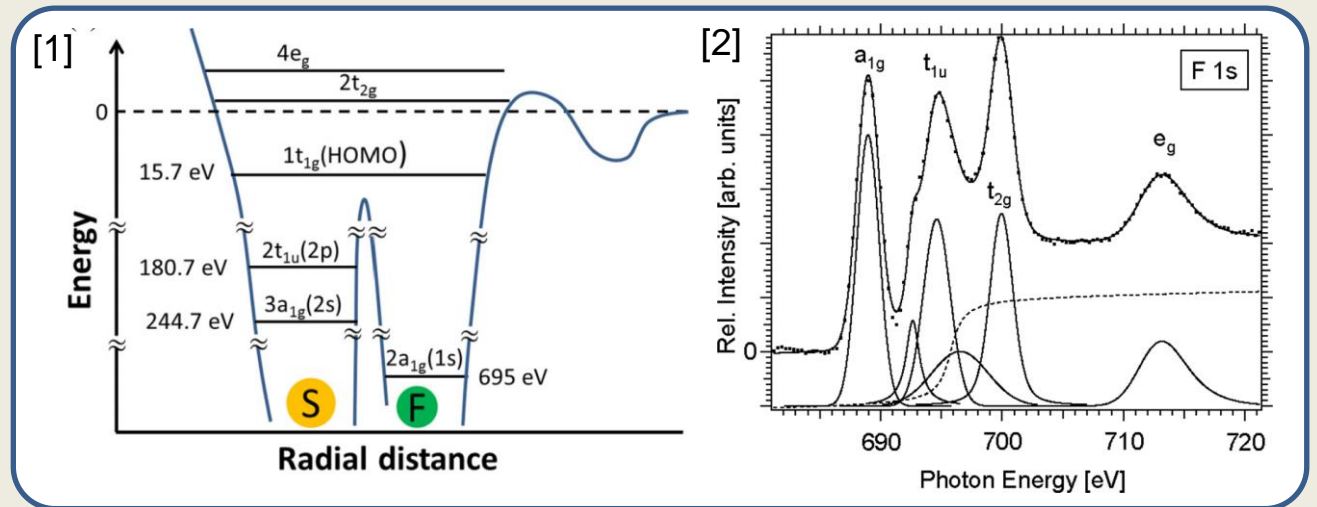 [1]
4e_g
2t_2g
0
1t_1g(HOMO)
15.7 eV
2t_1u(2p)
180.7 eV
3a_1g(2s)
244.7 eV
2a_1g(1s)
695 eV
S
F
Energy
Radial distance
[2]
F 1s
a_1g
t_1u
e_g
t_2g
0
Rel. Intensity [arb. units]
690 700 710 720
Photon Energy [eV]